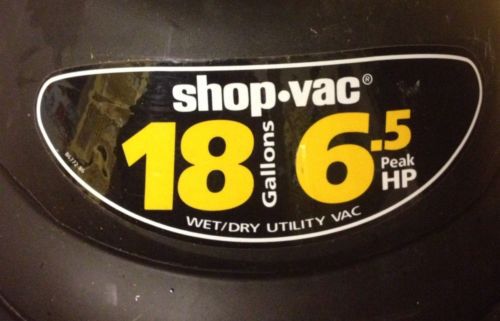 shop·vac®
18 Gallons 6.5 Peak HP
WET/DRY UTILITY VAC